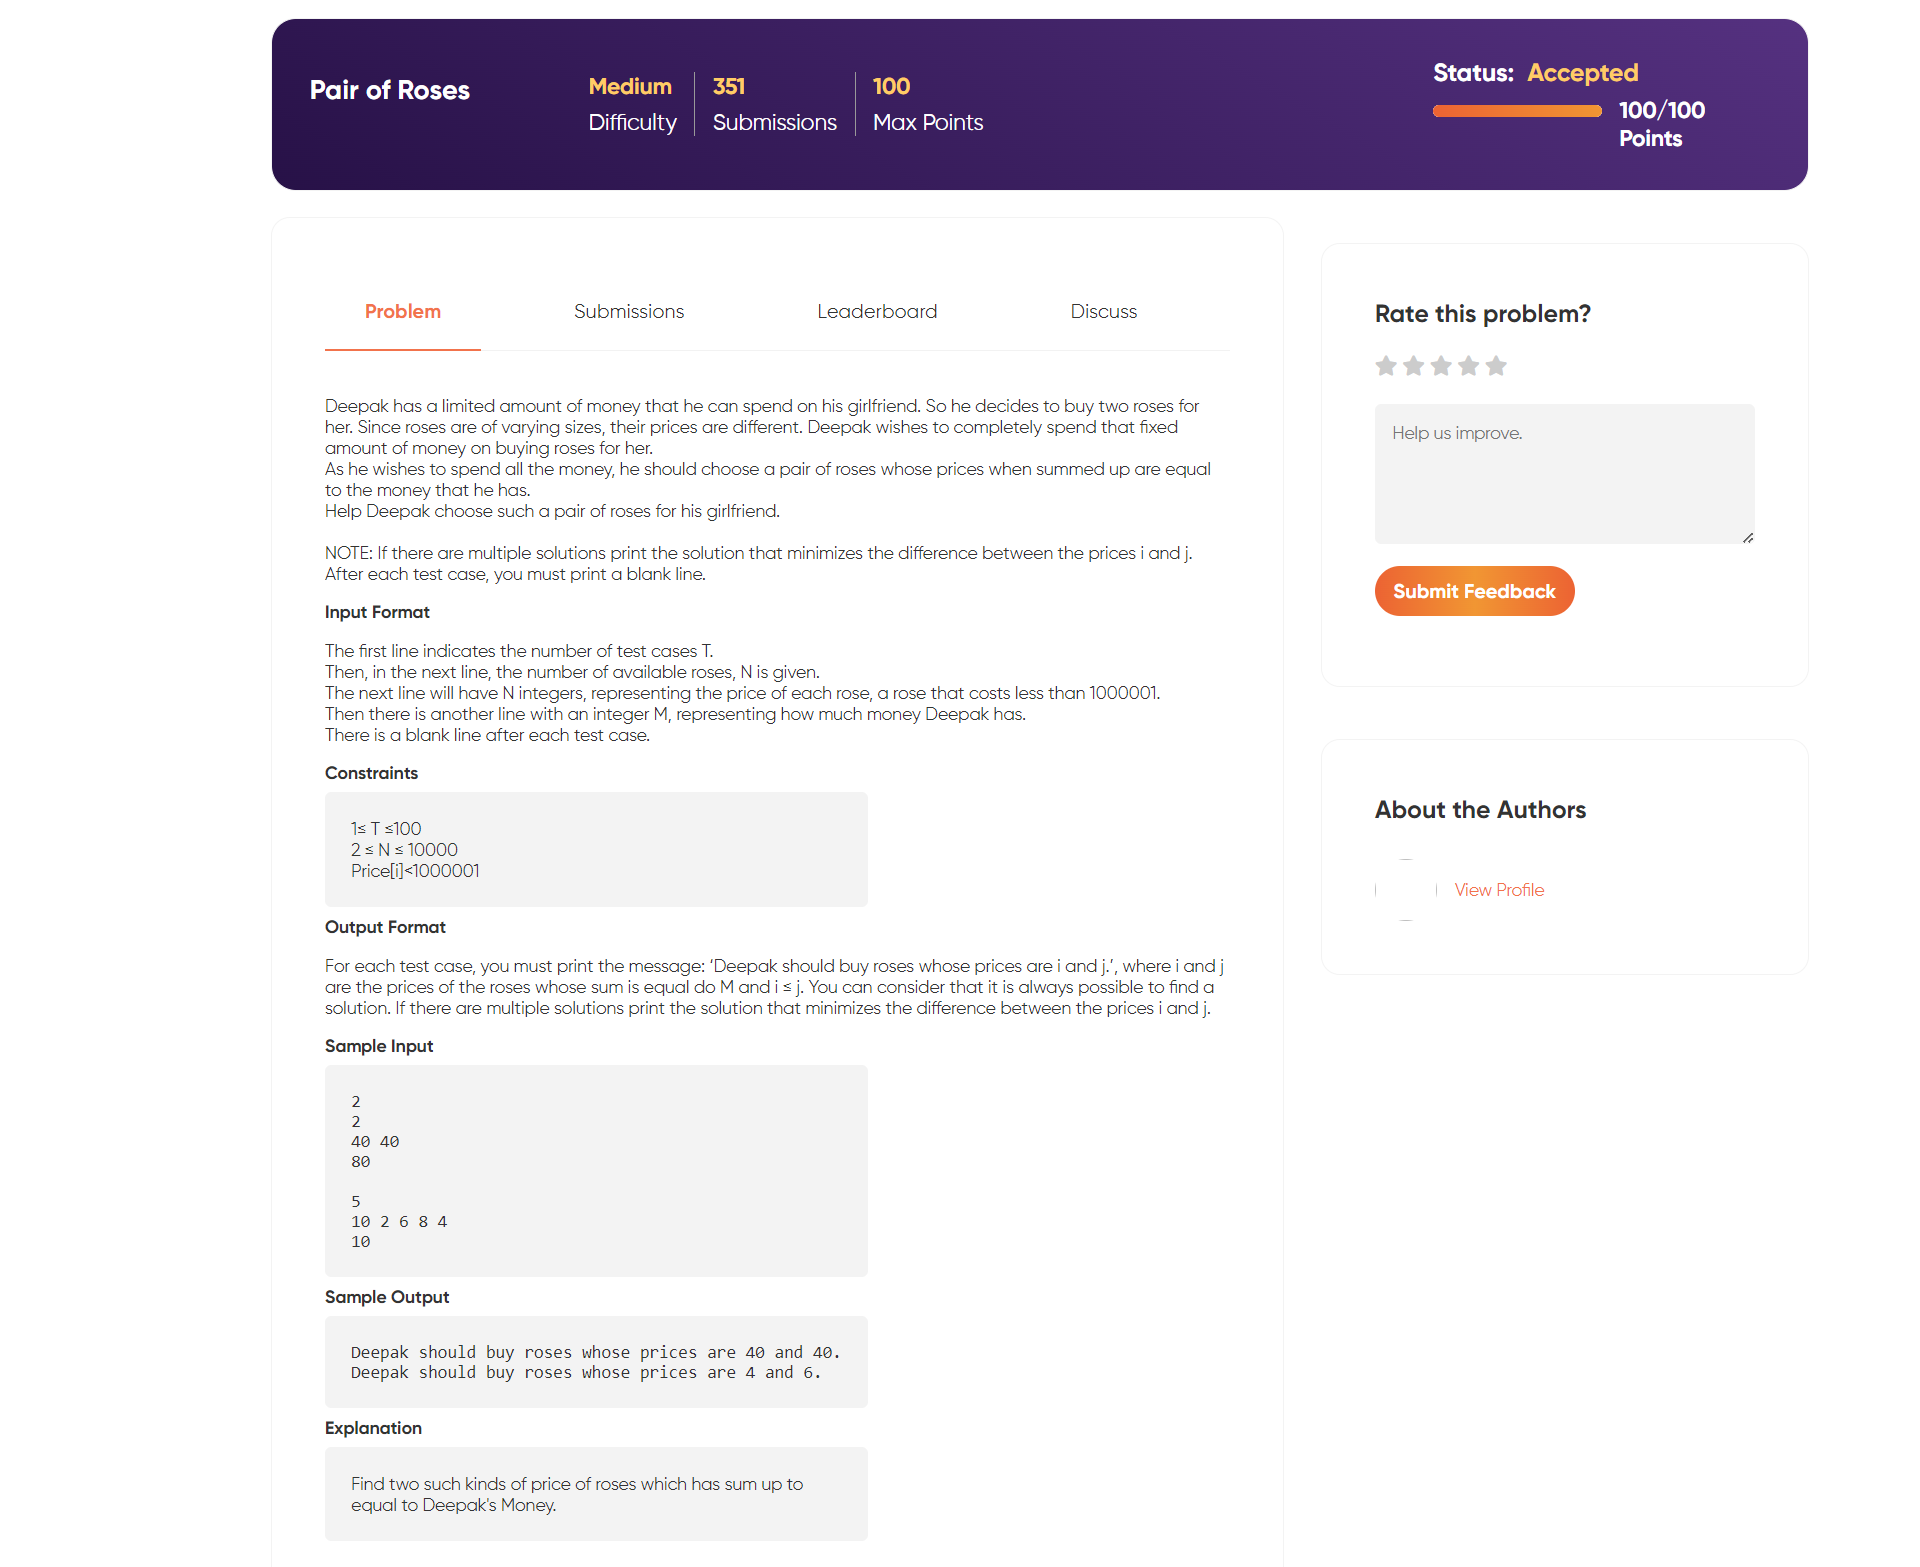 Pair of Roses
Medium
Difficulty
351
Submissions
100
Max Points
Status: Accepted
100/100
Points
Problem
Submissions
Leaderboard
Discuss
Deepak has a limited amount of money that he can spend on his girlfriend. So he decides to buy two roses for
her. Since roses are of varying sizes, their prices are different. Deepak wishes to completely spend that fixed
amount of money on buying roses for her.
As he wishes to spend all the money, he should choose a pair of roses whose prices when summed up are equal
to the money that he has.
Help Deepak choose such a pair of roses for his girlfriend.
NOTE: If there are multiple solutions print the solution that minimizes the difference between the prices i and j.
After each test case, you must print a blank line.
Input Format
The first line indicates the number of test cases T.
Then, in the next line, the number of available roses, N is given.
The next line will have N integers, representing the price of each rose, a rose that costs less than 1000001.
Then there is another line with an integer M, representing how much money Deepak has.
There is a blank line after each test case.
Constraints
1≤ T ≤100
2 ≤ N ≤ 10000
Price[i]<1000001
Output Format
For each test case, you must print the message: ‘Deepak should buy roses whose prices are i and j.’, where i and j
are the prices of the roses whose sum is equal do M and i ≤ j. You can consider that it is always possible to find a
solution. If there are multiple solutions print the solution that minimizes the difference between the prices i and j.
Sample Input
2
2
40 40
80
5
10 2 6 8 4
10
Sample Output
Deepak should buy roses whose prices are 40 and 40.
Deepak should buy roses whose prices are 4 and 6.
Explanation
Find two such kinds of price of roses which has sum up to
equal to Deepak's Money.
Rate this problem?
Help us improve.
Submit Feedback
About the Authors
View Profile